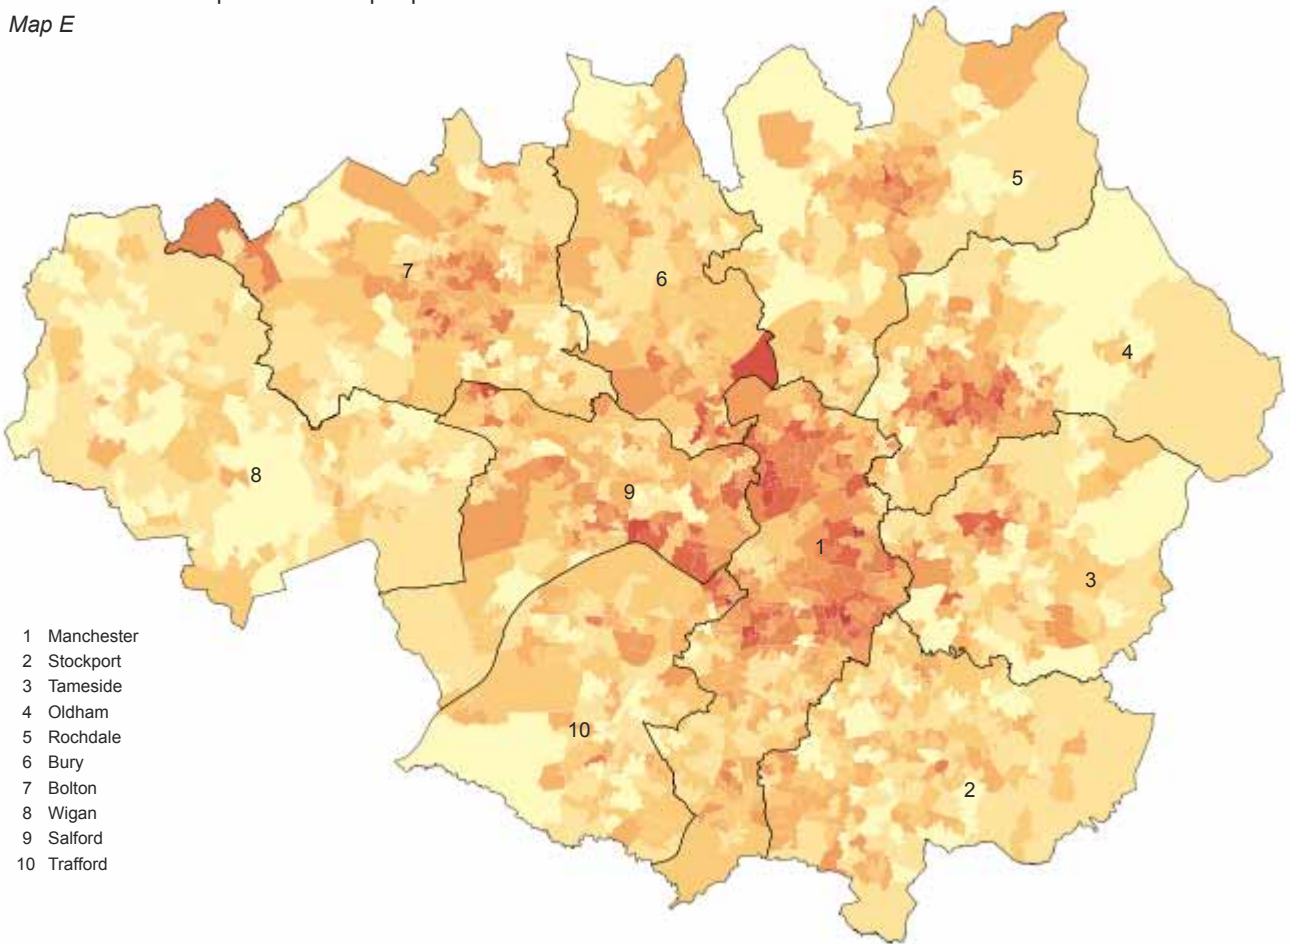 Map E
5
7
6
4
8
9
1
3
10
2
1 Manchester
2 Stockport
3 Tameside
4 Oldham
5 Rochdale
6 Bury
7 Bolton
8 Wigan
9 Salford
10 Trafford